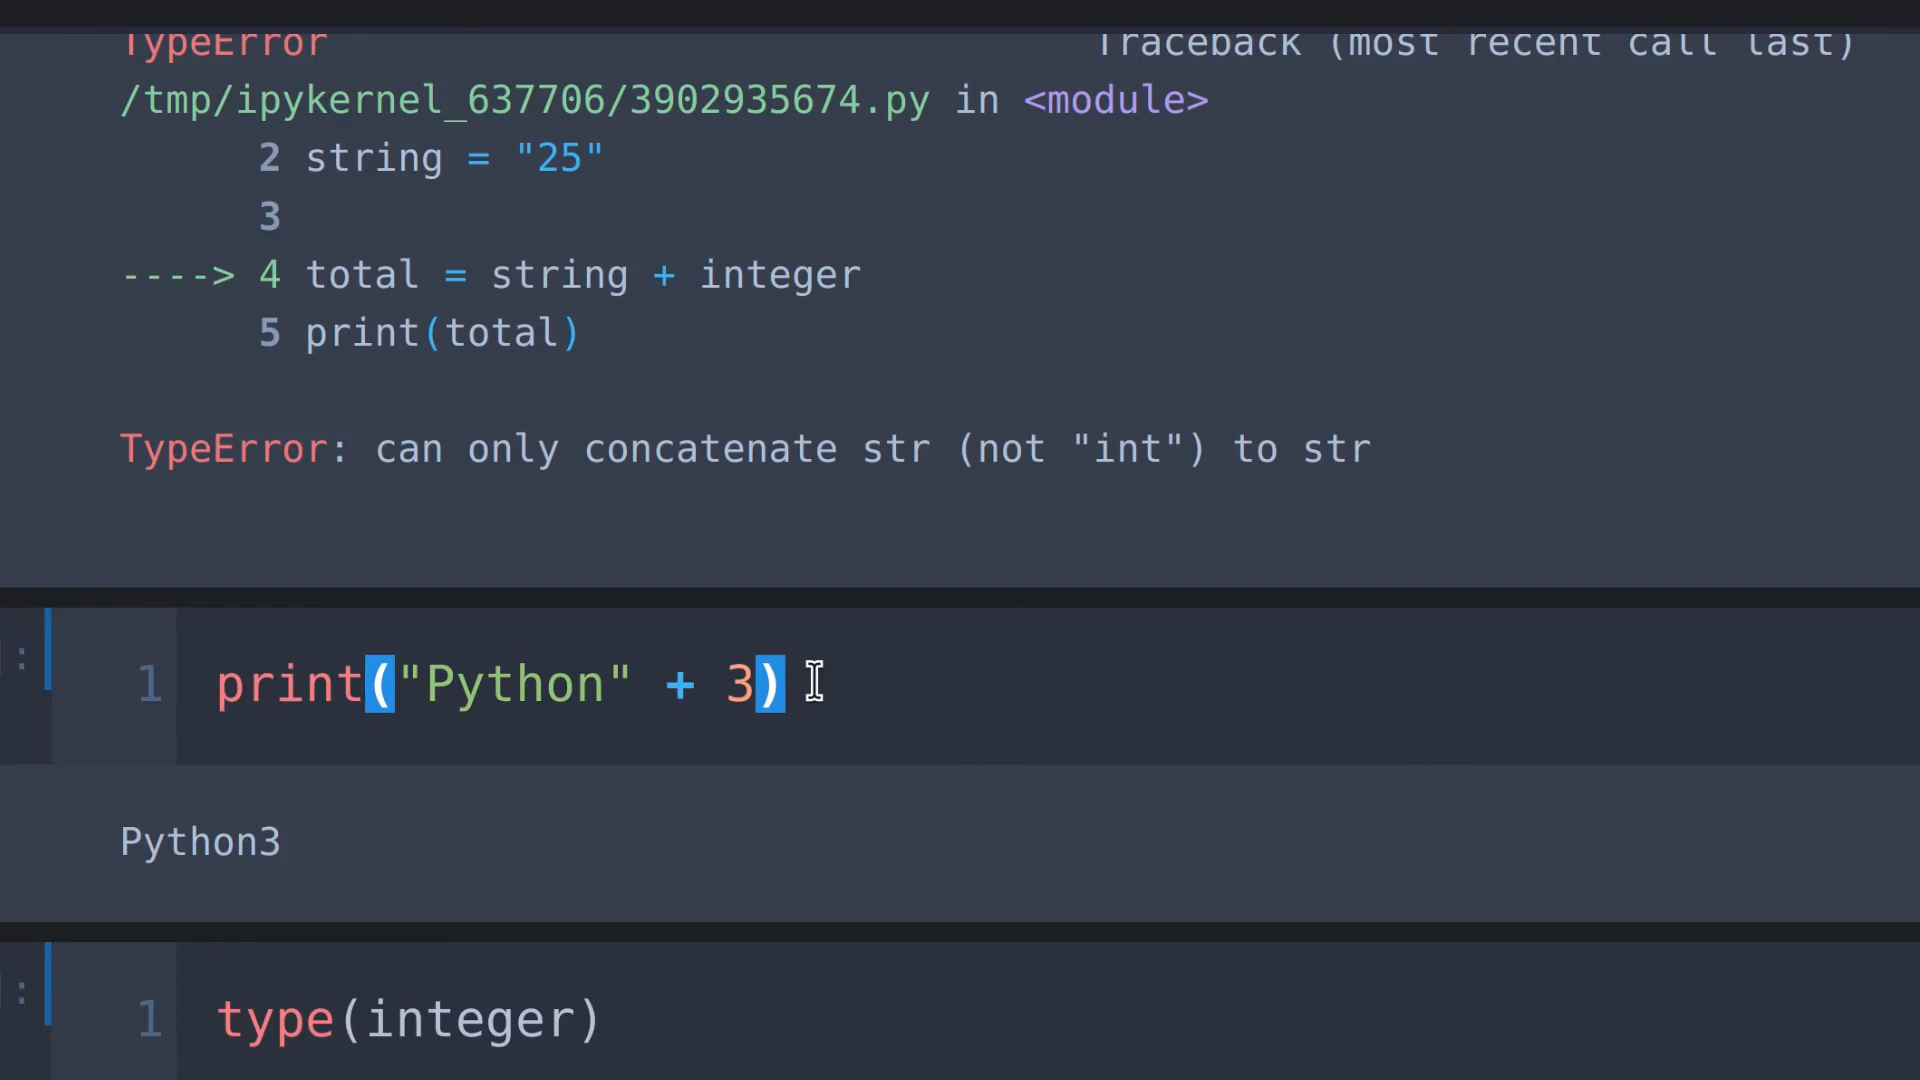 TypeError Traceback (most recent call last)
/tmp/ipykernel_637706/3902935674.py in <module>
2 string = "25"
3
----> 4 total = string + integer
5 print(total)
TypeError: can only concatenate str (not "int") to str
]:
1 print("Python" + 3)
Python3
]:
1 type(integer)